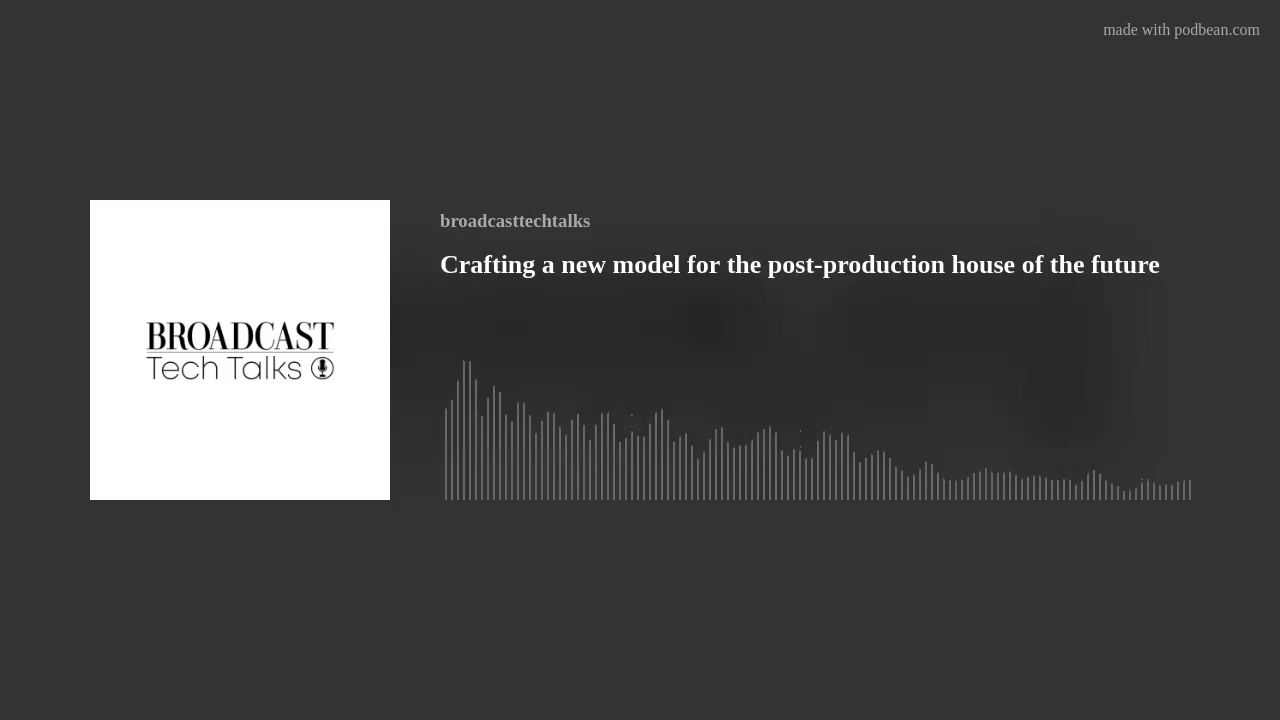 made with podbean.com
broadcasttechtalks
Crafting a new model for the post-production house of the future
BROADCAST
Tech Talks